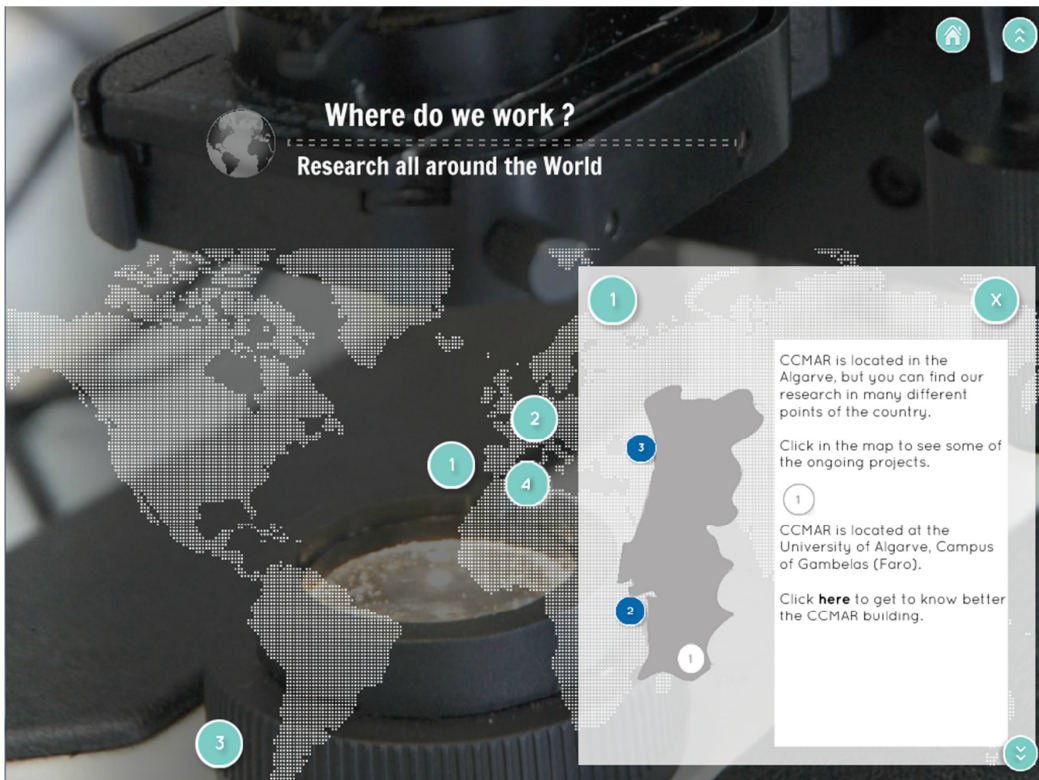 Where do we work ?
Research all around the World
1
X
CCMAR is located in the
Algarve, but you can find our
research in many different
points of the country.
Click in the map to see some of
the ongoing projects.
1
CCMAR is located at the
University of Algarve, Campus
of Gambelas (Faro).
Click here to get to know better
the CCMAR building.
3
2
1
2
1
4
3